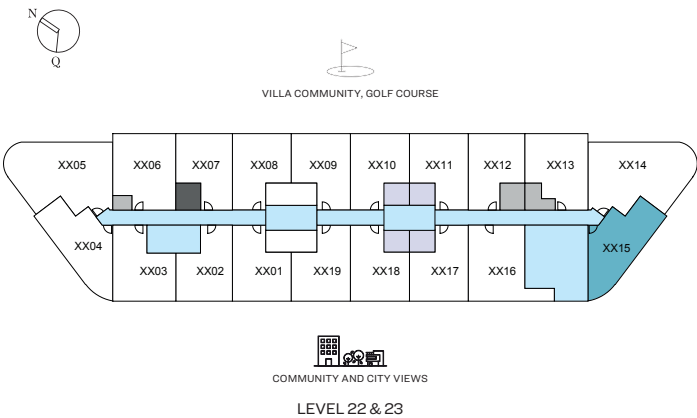 N
Q
VILLA COMMUNITY, GOLF COURSE
XX05 XX06 XX07 XX08 XX09 XX10 XX11 XX12 XX13 XX14
XX04 XX15
XX03 XX02 XX01 XX19 XX18 XX17 XX16
COMMUNITY AND CITY VIEWS
LEVEL 22 & 23